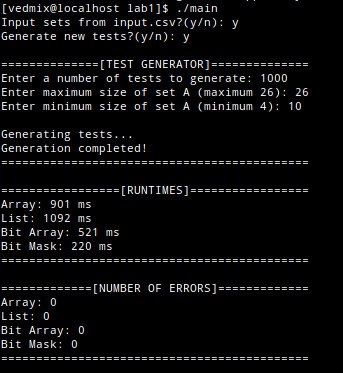 [vedmix@localhost lab1]$ ./main
Input sets from input.csv?(y/n): y
Generate new tests?(y/n): y
==============[TEST GENERATOR]==============
Enter a number of tests to generate: 1000
Enter maximum size of set A (maximum 26): 26
Enter minimum size of set A (minimum 4): 10
Generating tests...
Generation completed!
============================================
=================[RUNTIMES]=================
Array: 901 ms
List: 1092 ms
Bit Array: 521 ms
Bit Mask: 220 ms
============================================
=============[NUMBER OF ERRORS]=============
Array: 0
List: 0
Bit Array: 0
Bit Mask: 0
============================================